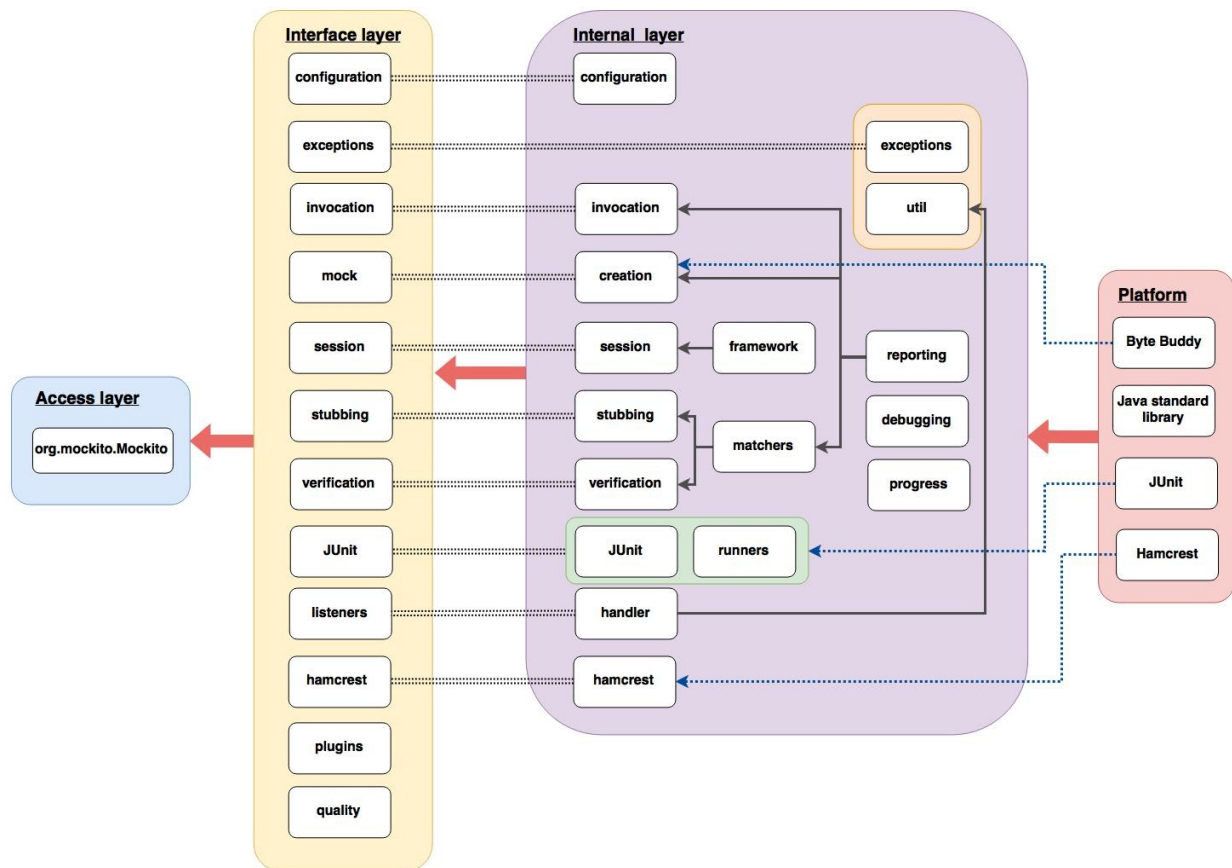 Interface layer
configuration
exceptions
invocation
mock
session
stubbing
verification
JUnit
listeners
hamcrest
plugins
quality
Internal layer
configuration
exceptions
util
invocation
creation
session
framework
reporting
stubbing
matchers
debugging
verification
progress
JUnit
runners
handler
hamcrest
Access layer
org.mockito.Mockito
Platform
Byte Buddy
Java standard
library
JUnit
Hamcrest